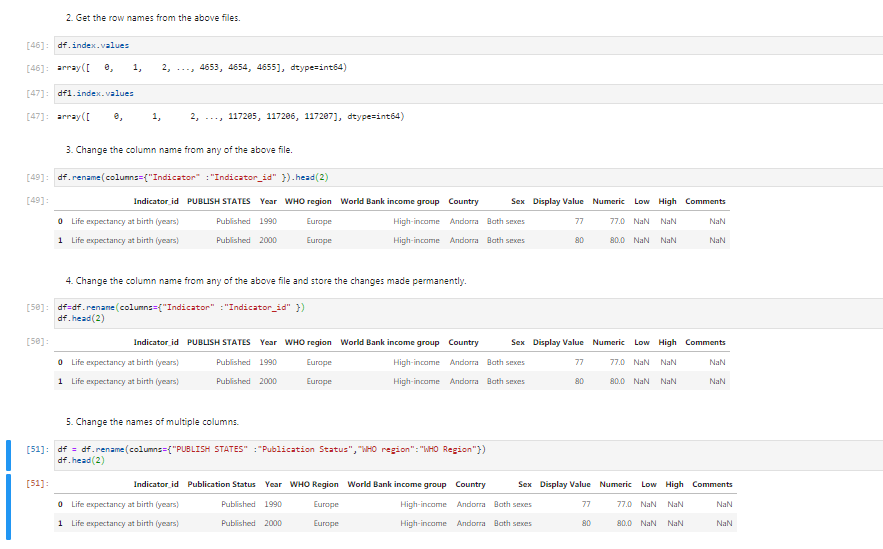 2. Get the row names from the above files.
[46]: df.index.values
[46]: array([   0,    1,    2, ..., 4653, 4654, 4655], dtype=int64)
[47]: df1.index.values
[47]: array([     0,      1,      2, ..., 117205, 117206, 117207], dtype=int64)
3. Change the column name from any of the above file.
[49]: df.rename(columns={"Indicator" :"Indicator_id" }).head(2)
[49]: Indicator_id PUBLISH STATES Year WHO region World Bank income group Country Sex Display Value Numeric Low High Comments
0 Life expectancy at birth (years) Published 1990 Europe High-income Andorra Both sexes 77 77.0 NaN NaN NaN
1 Life expectancy at birth (years) Published 2000 Europe High-income Andorra Both sexes 80 80.0 NaN NaN NaN
4. Change the column name from any of the above file and store the changes made permanently.
[50]: df=df.rename(columns={"Indicator" :"Indicator_id" })
df.head(2)
[50]: Indicator_id PUBLISH STATES Year WHO region World Bank income group Country Sex Display Value Numeric Low High Comments
0 Life expectancy at birth (years) Published 1990 Europe High-income Andorra Both sexes 77 77.0 NaN NaN NaN
1 Life expectancy at birth (years) Published 2000 Europe High-income Andorra Both sexes 80 80.0 NaN NaN NaN
5. Change the names of multiple columns.
[51]: df = df.rename(columns={"PUBLISH STATES" :"Publication Status","WHO region":"WHO Region"})
df.head(2)
[51]: Indicator_id Publication Status Year WHO Region World Bank income group Country Sex Display Value Numeric Low High Comments
0 Life expectancy at birth (years) Published 1990 Europe High-income Andorra Both sexes 77 77.0 NaN NaN NaN
1 Life expectancy at birth (years) Published 2000 Europe High-income Andorra Both sexes 80 80.0 NaN NaN NaN